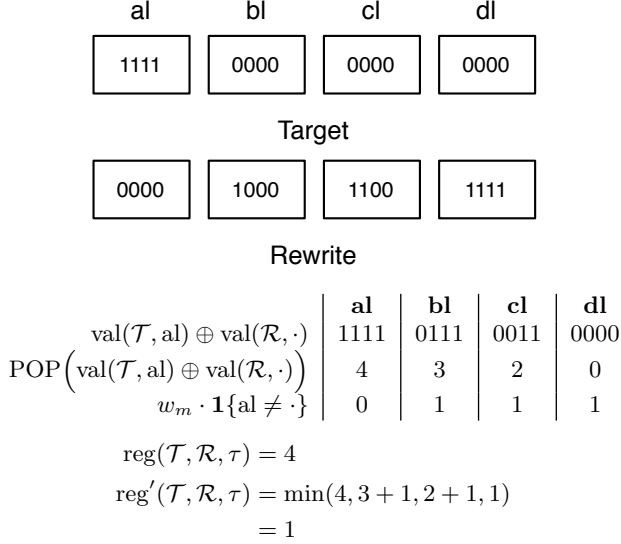 al bl cl dl
1111 0000 0000 0000
Target
0000 1000 1100 1111
Rewrite
al bl cl dl
val(𝒯, al) ⊕ val(ℛ, ·) 1111 0111 0011 0000
POP(val(𝒯, al) ⊕ val(ℛ, ·)) 4 3 2 0
w_m · 𝟏{al ≠ ·} 0 1 1 1
reg(𝒯, ℛ, τ) = 4
reg′(𝒯, ℛ, τ) = min(4, 3 + 1, 2 + 1, 1)
= 1